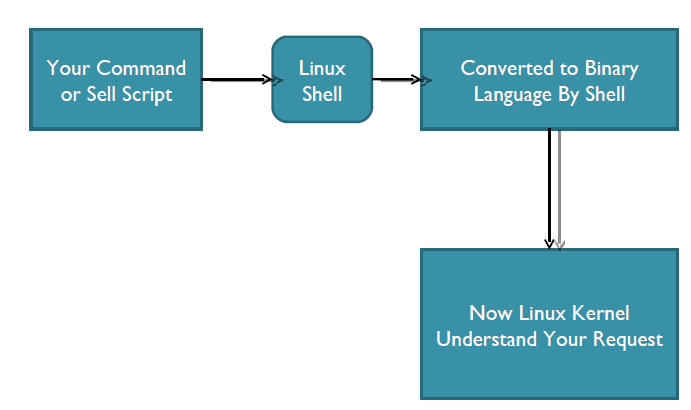 Your Command
or Sell Script
Linux
Shell
Converted to Binary
Language By Shell
Now Linux Kernel
Understand Your Request